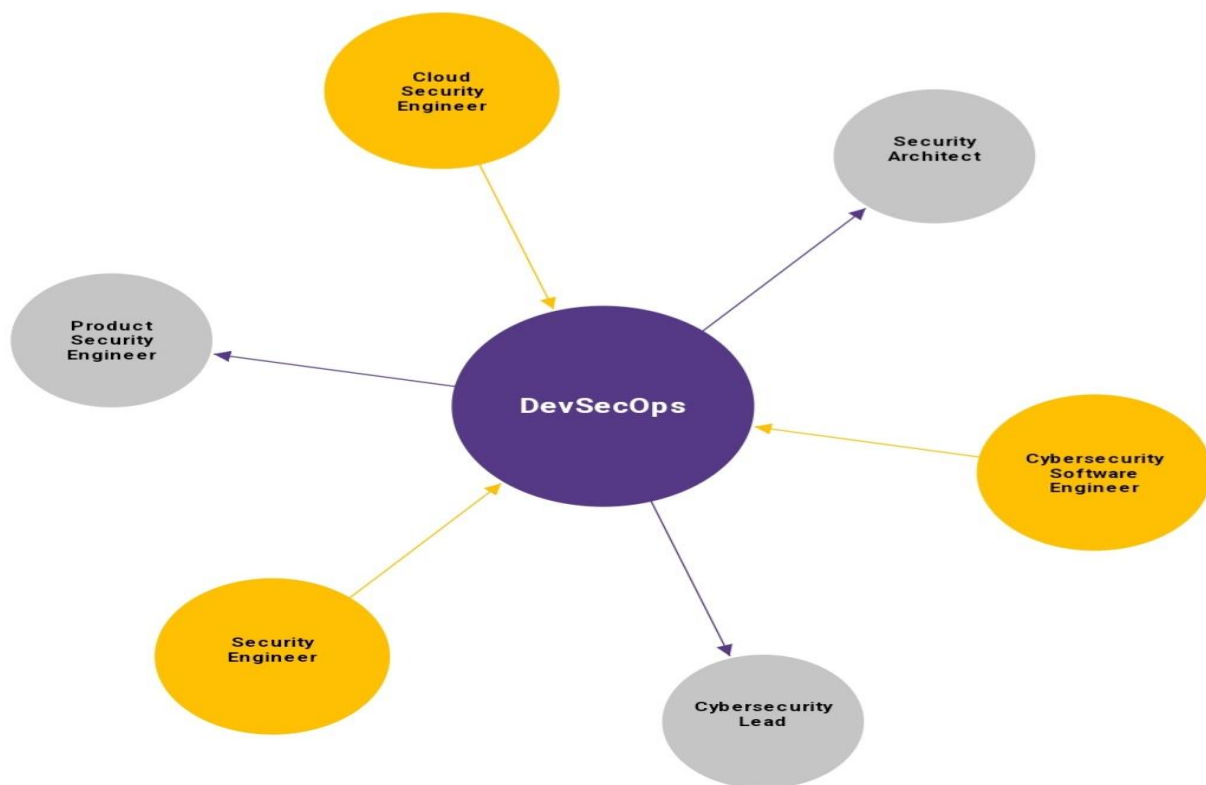 Cloud
Security
Engineer
Security
Architect
Product
Security
Engineer
DevSecOps
Cybersecurity
Software
Engineer
Security
Engineer
Cybersecurity
Lead